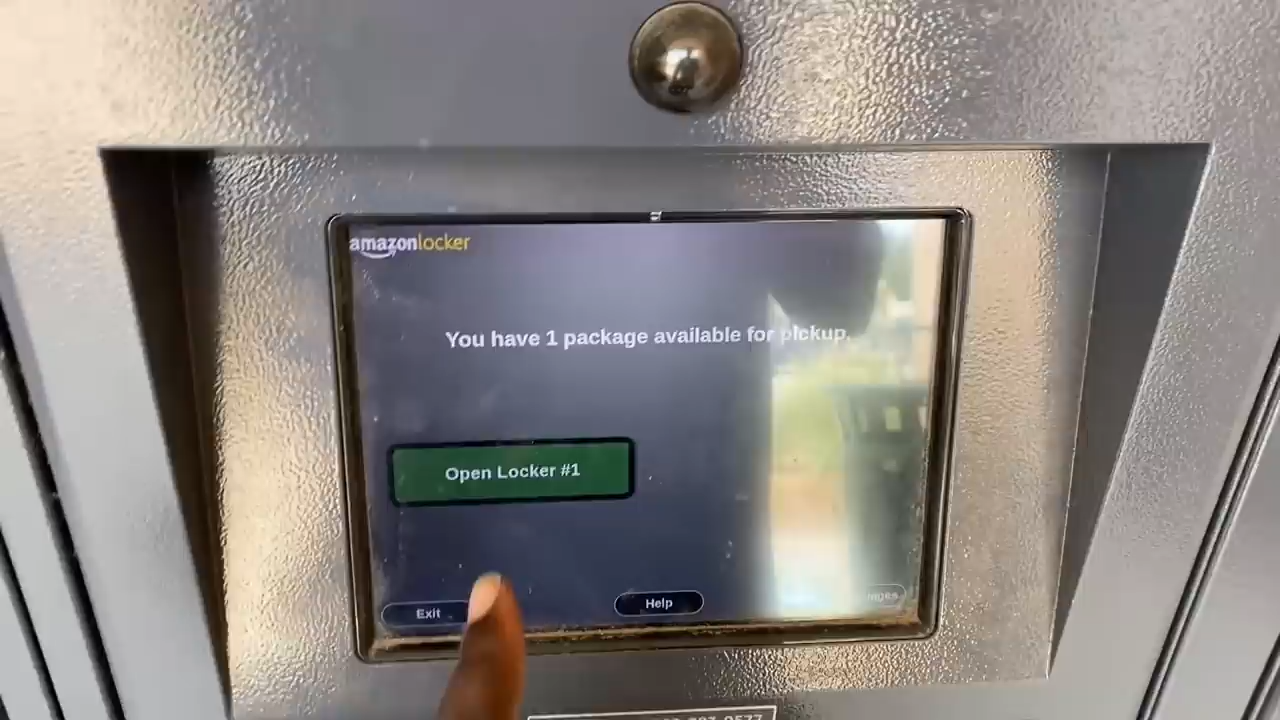 amazonlocker
You have 1 package available for pickup.
Open Locker #1
Exit
Help